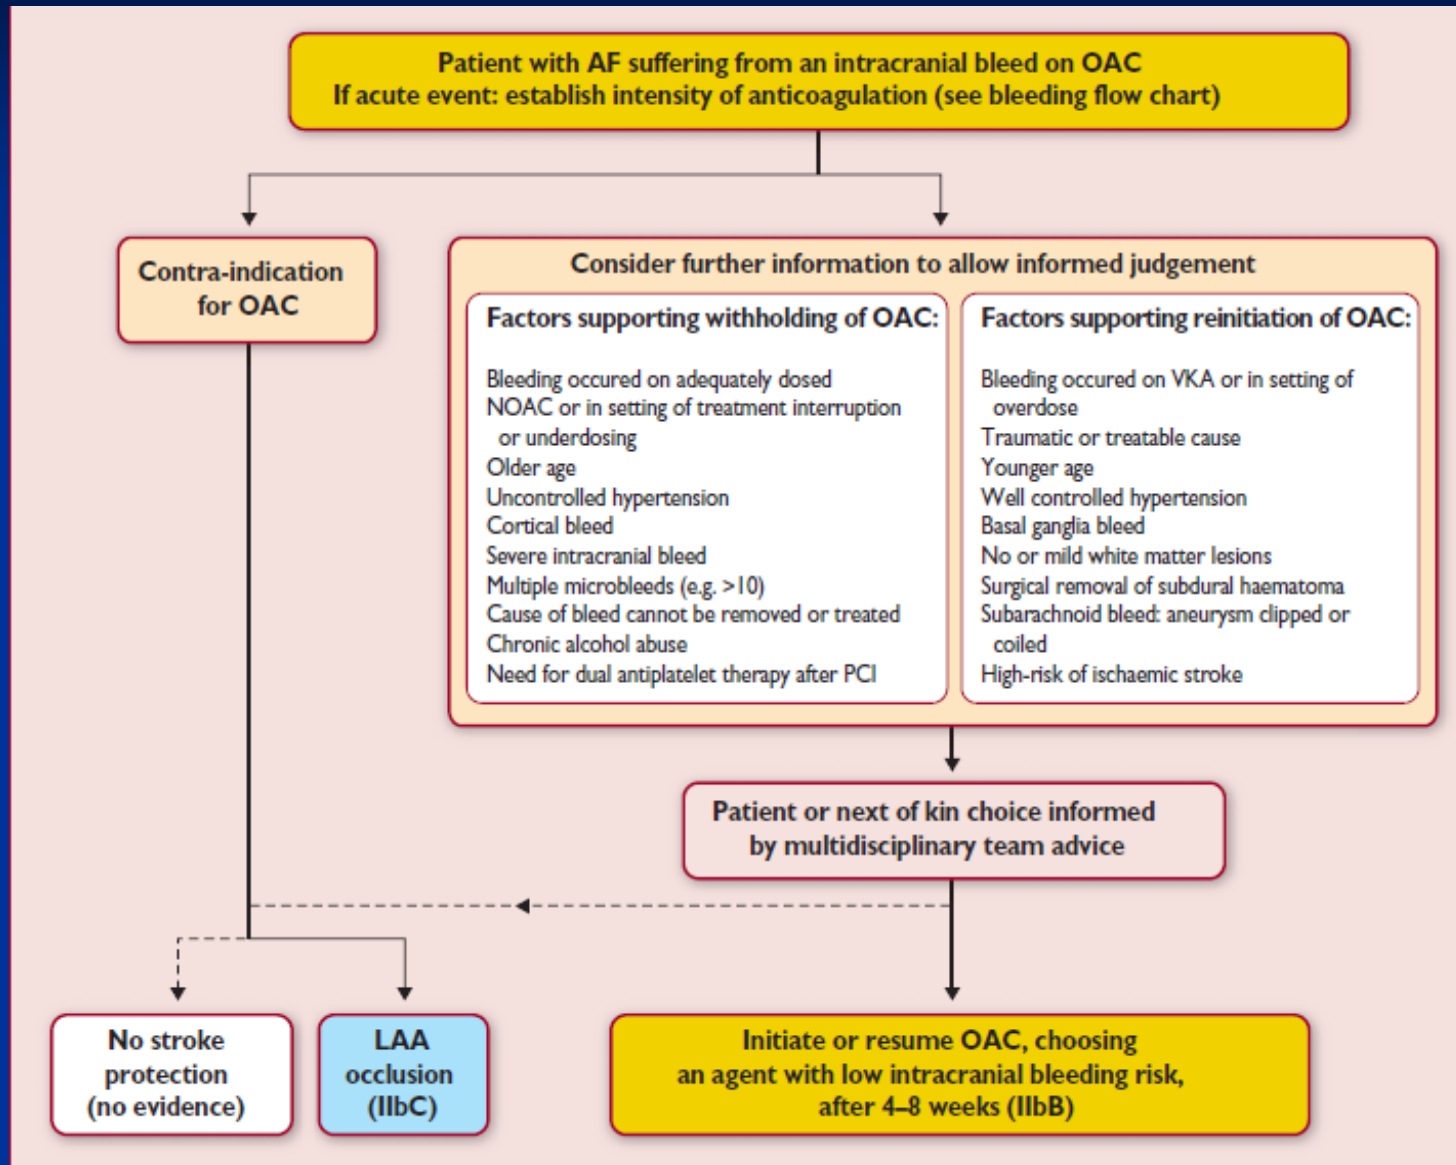 Patient with AF suffering from an intracranial bleed on OAC
If acute event: establish intensity of anticoagulation (see bleeding flow chart)
Contra-indication
for OAC
Consider further information to allow informed judgement
Factors supporting withholding of OAC:
Bleeding occured on adequately dosed
NOAC or in setting of treatment interruption
or underdosing
Older age
Uncontrolled hypertension
Cortical bleed
Severe intracranial bleed
Multiple microbleeds (e.g. >10)
Cause of bleed cannot be removed or treated
Chronic alcohol abuse
Need for dual antiplatelet therapy after PCI
Factors supporting reinitiation of OAC:
Bleeding occured on VKA or in setting of
overdose
Traumatic or treatable cause
Younger age
Well controlled hypertension
Basal ganglia bleed
No or mild white matter lesions
Surgical removal of subdural haematoma
Subarachnoid bleed: aneurysm clipped or
coiled
High-risk of ischaemic stroke
Patient or next of kin choice informed
by multidisciplinary team advice
No stroke
protection
(no evidence)
LAA
occlusion
(IIbC)
Initiate or resume OAC, choosing
an agent with low intracranial bleeding risk,
after 4–8 weeks (IIbB)